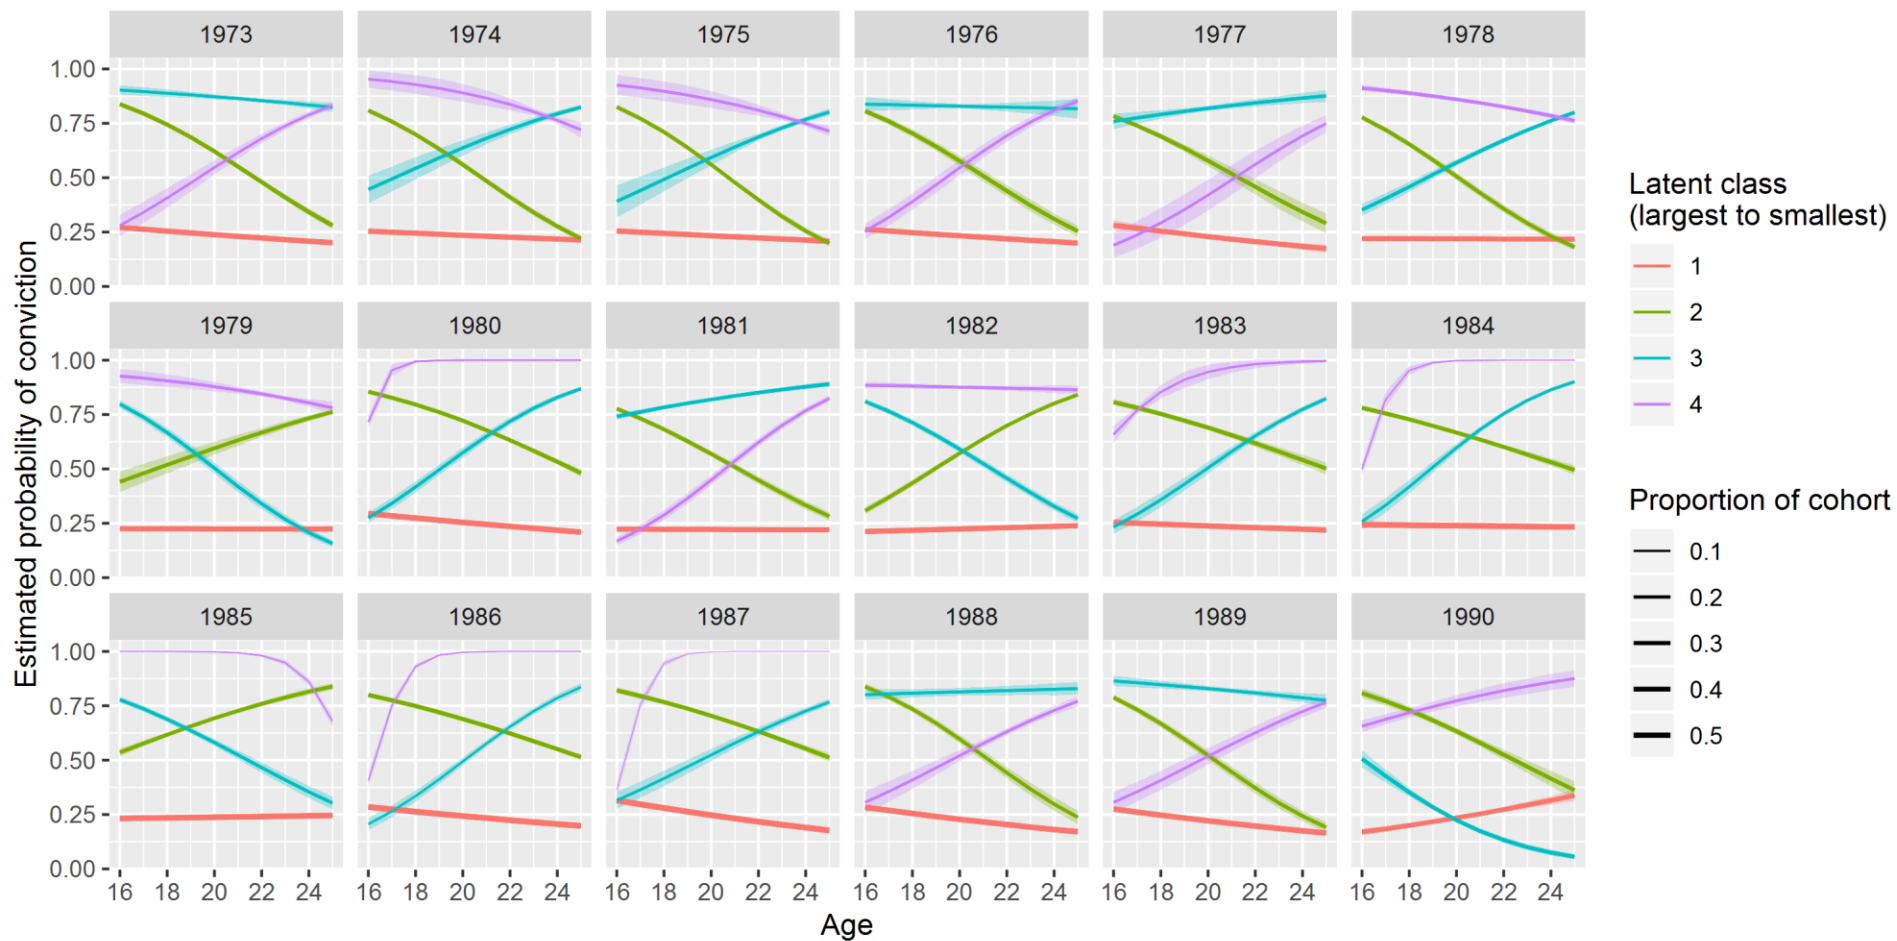 1973 1974 1975 1976 1977 1978
1.00
0.75
0.50
0.25
0.00
1979 1980 1981 1982 1983 1984
1.00
0.75
0.50
0.25
0.00
1985 1986 1987 1988 1989 1990
1.00
0.75
0.50
0.25
0.00
16 18 20 22 24 16 18 20 22 24 16 18 20 22 24 16 18 20 22 24 16 18 20 22 24 16 18 20 22 24
Age
Estimated probability of conviction
Latent class
(largest to smallest)
1
2
3
4
Proportion of cohort
0.1
0.2
0.3
0.4
0.5